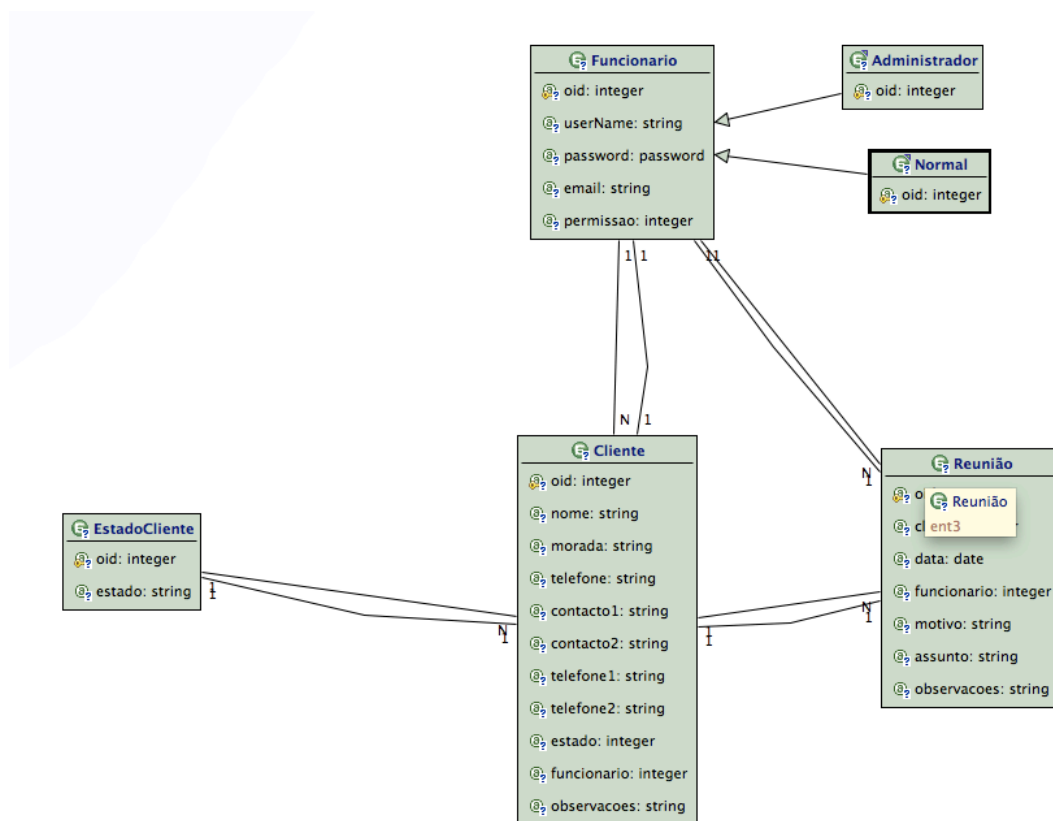 Funcionario
oid: integer
userName: string
password: password
email: string
permissao: integer
Administrador
oid: integer
Normal
oid: integer
1 1
11
N 1
N
1
Cliente
oid: integer
nome: string
morada: string
telefone: string
contacto1: string
contacto2: string
telefone1: string
telefone2: string
estado: integer
funcionario: integer
observacoes: string
EstadoCliente
oid: integer
estado: string
1
1
N
1
1
1
N
1
Reunião
Reunião
ent3
data: date
funcionario: integer
motivo: string
assunto: string
observacoes: string